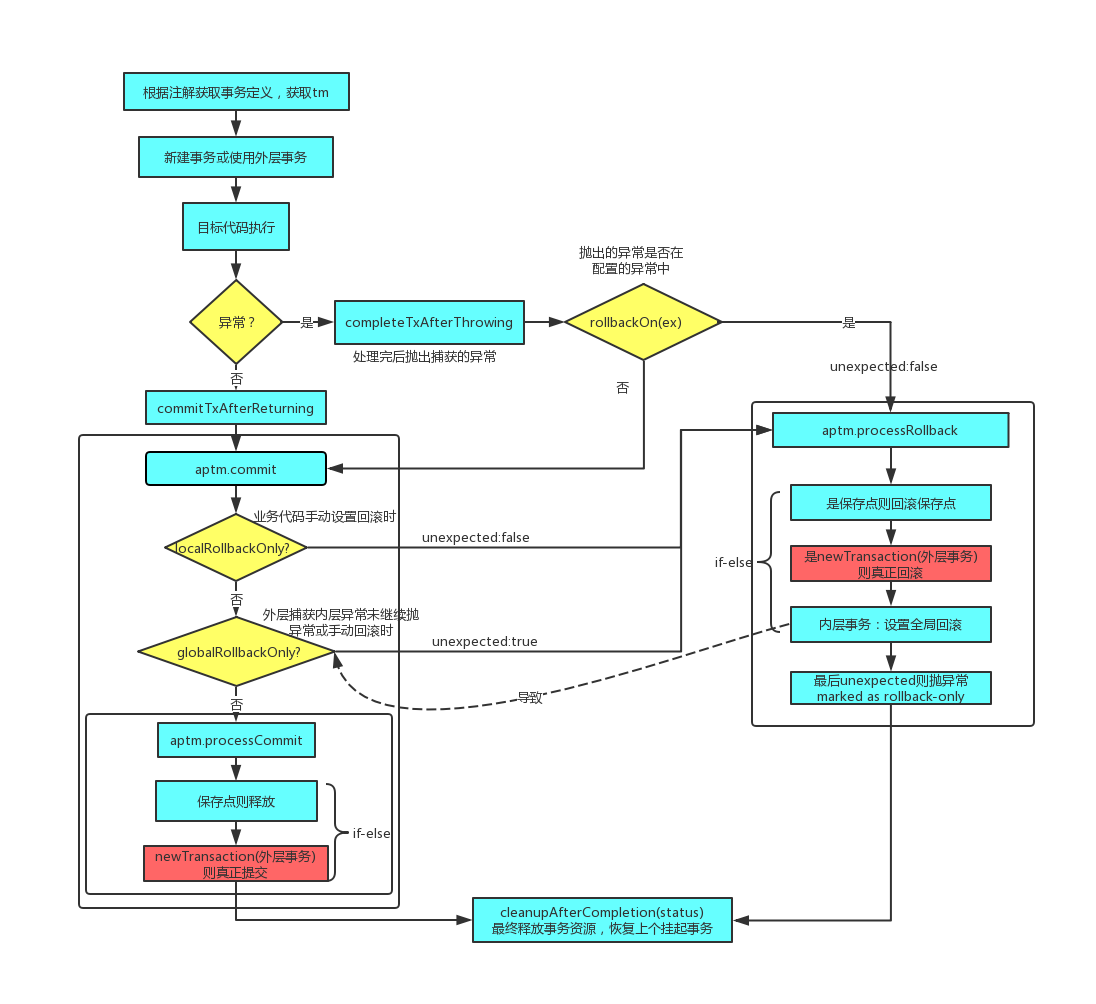 根据注解获取事务定义，获取tm
新建事务或使用外层事务
目标代码执行
抛出的异常是否在
配置的异常中
异常？
是
completeTxAfterThrowing
rollbackOn(ex)
是
处理完后抛出捕获的异常
unexpected:false
否
否
commitTxAfterReturning
aptm.processRollback
aptm.commit
业务代码手动设置回滚时
是保存点则回滚保存点
localRollbackOnly?
unexpected:false
if-else
是newTransaction(外层事务)
则真正回滚
否
外层捕获内层异常未继续抛
异常或手动回滚时
内层事务：设置全局回滚
globalRollbackOnly?
unexpected:true
最后unexpected则抛异常
marked as rollback-only
导致
否
aptm.processCommit
保存点则释放
if-else
newTransaction(外层事务)
则真正提交
cleanupAfterCompletion(status)
最终释放事务资源，恢复上个挂起事务